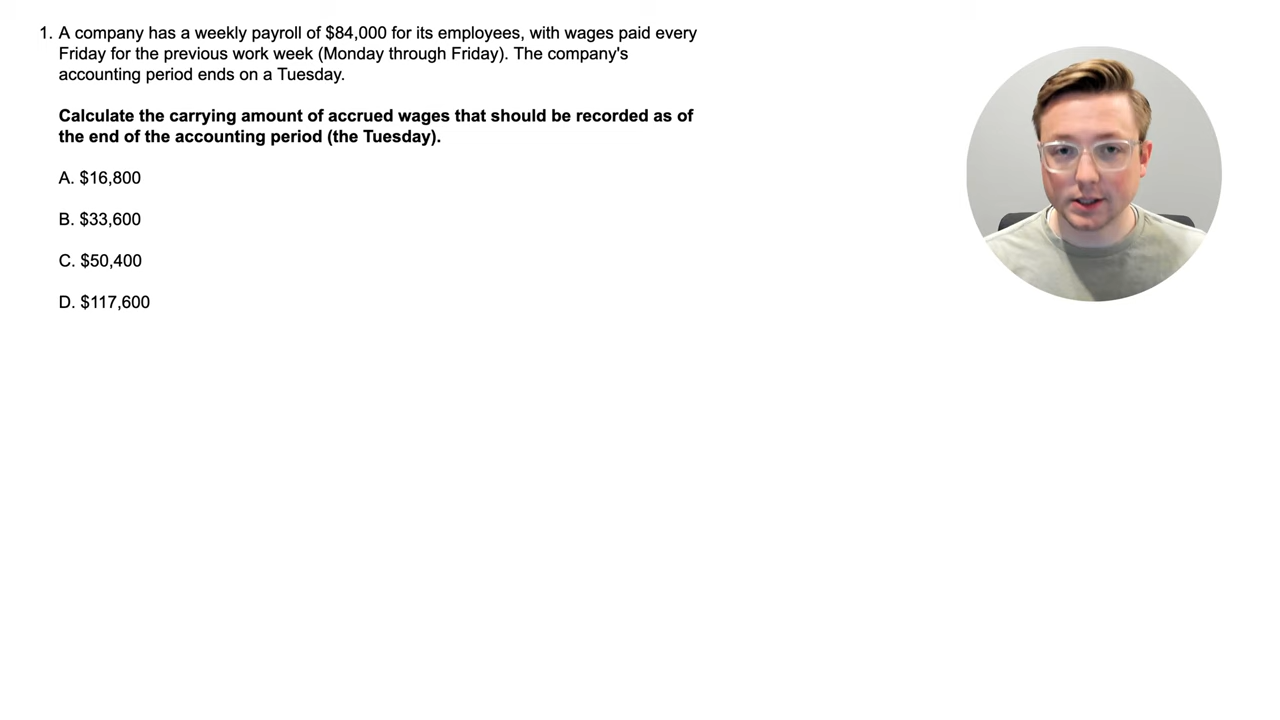 1. A company has a weekly payroll of $84,000 for its employees, with wages paid every
Friday for the previous work week (Monday through Friday). The company's
accounting period ends on a Tuesday.
Calculate the carrying amount of accrued wages that should be recorded as of
the end of the accounting period (the Tuesday).
A. $16,800
B. $33,600
C. $50,400
D. $117,600